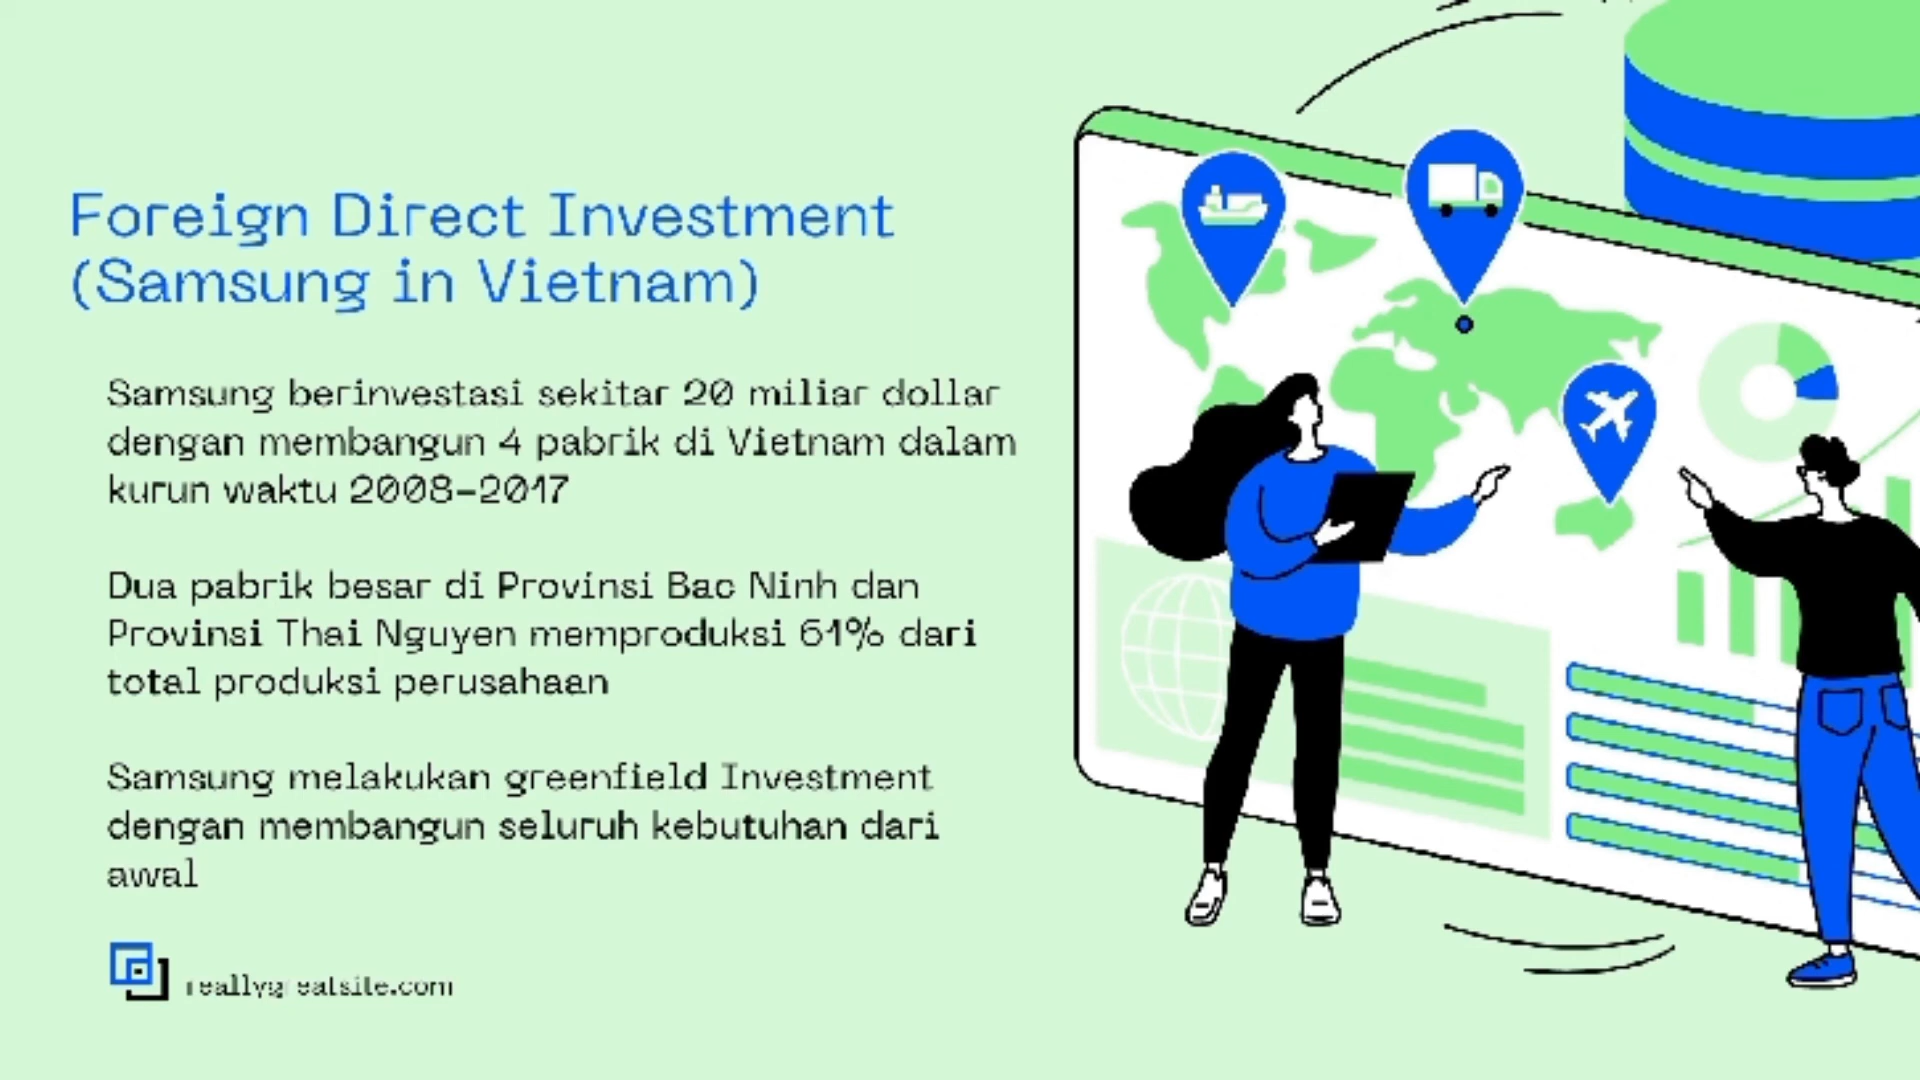 Foreign Direct Investment
(Samsung in Vietnam)
Samsung berinvestasi sekitar 20 miliar dollar
dengan membangun 4 pabrik di Vietnam dalam
kurun waktu 2008-2017
Dua pabrik besar di Provinsi Bac Ninh dan
Provinsi Thai Nguyen memproduksi 61% dari
total produksi perusahaan
Samsung melakukan greenfield Investment
dengan membangun seluruh kebutuhan dari
awal
reallygreatsite.com